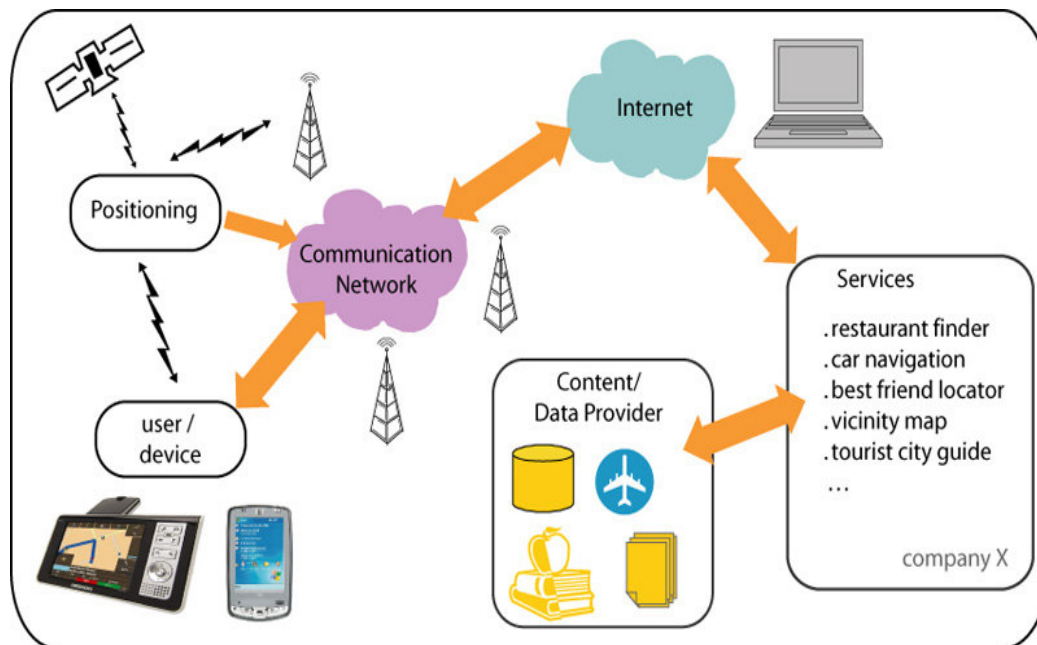 Internet
Positioning
Communication
Network
Services
.restaurant finder
.car navigation
.best friend locator
.vicinity map
.tourist city guide
...
company X
Content/
Data Provider
user /
device